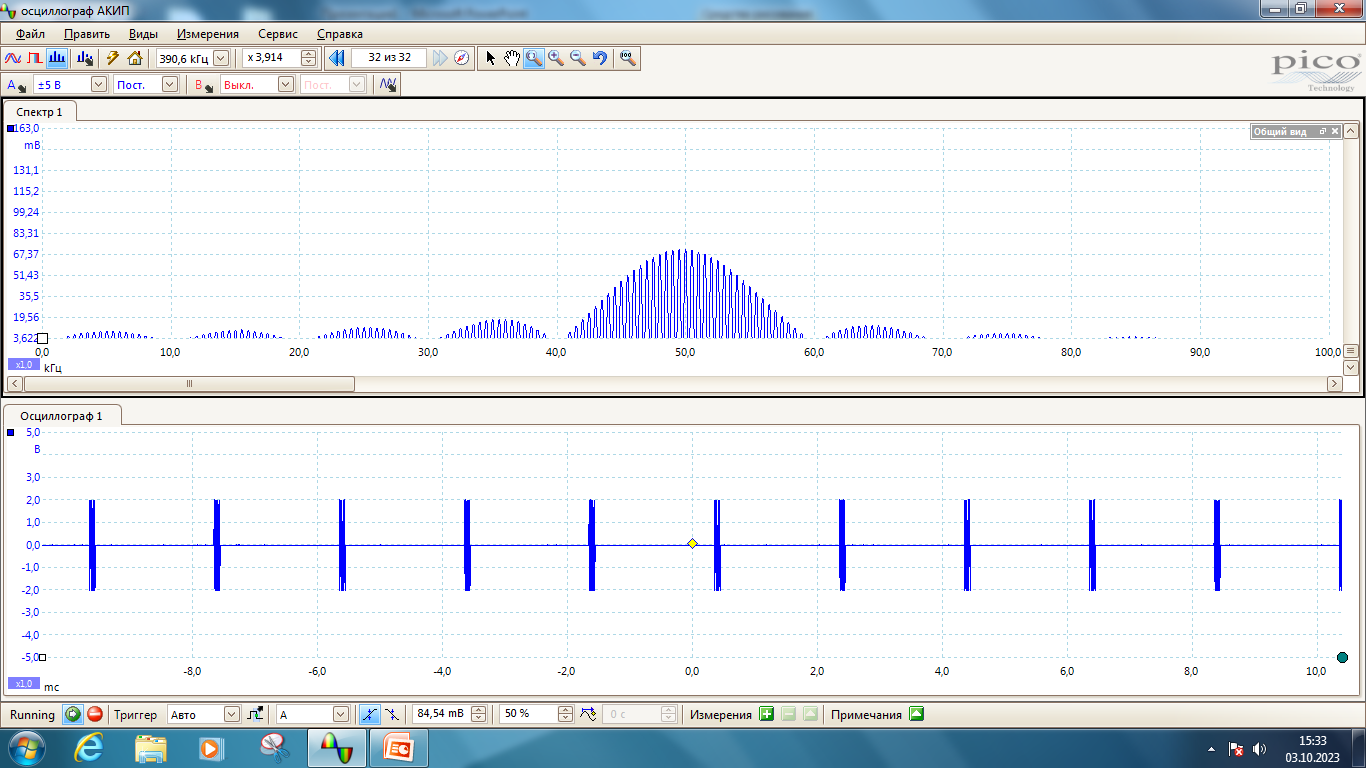 осциллограф АКИП
Файл Править Виды Измерения Сервис Справка
390,6 кГц x 3,914 32 из 32
pico
Technology
A ±5 В Пост. B Выкл. Пост.
Спектр 1
Общий вид
163,0
mВ
131,1
115,2
99,24
83,31
67,37
51,43
35,5
19,56
3,622
0,0 10,0 20,0 30,0 40,0 50,0 60,0 70,0 80,0 90,0 100,0
x1,0
kГц
Осциллограф 1
5,0
В
3,0
2,0
1,0
0,0
-1,0
-2,0
-3,0
-4,0
-5,0
-8,0 -6,0 -4,0 -2,0 0,0 2,0 4,0 6,0 8,0 10,0
x1,0
mс
Running Триггер Авто A 84,54 mВ 50 % 0 с Измерения Примечания
15:33
03.10.2023